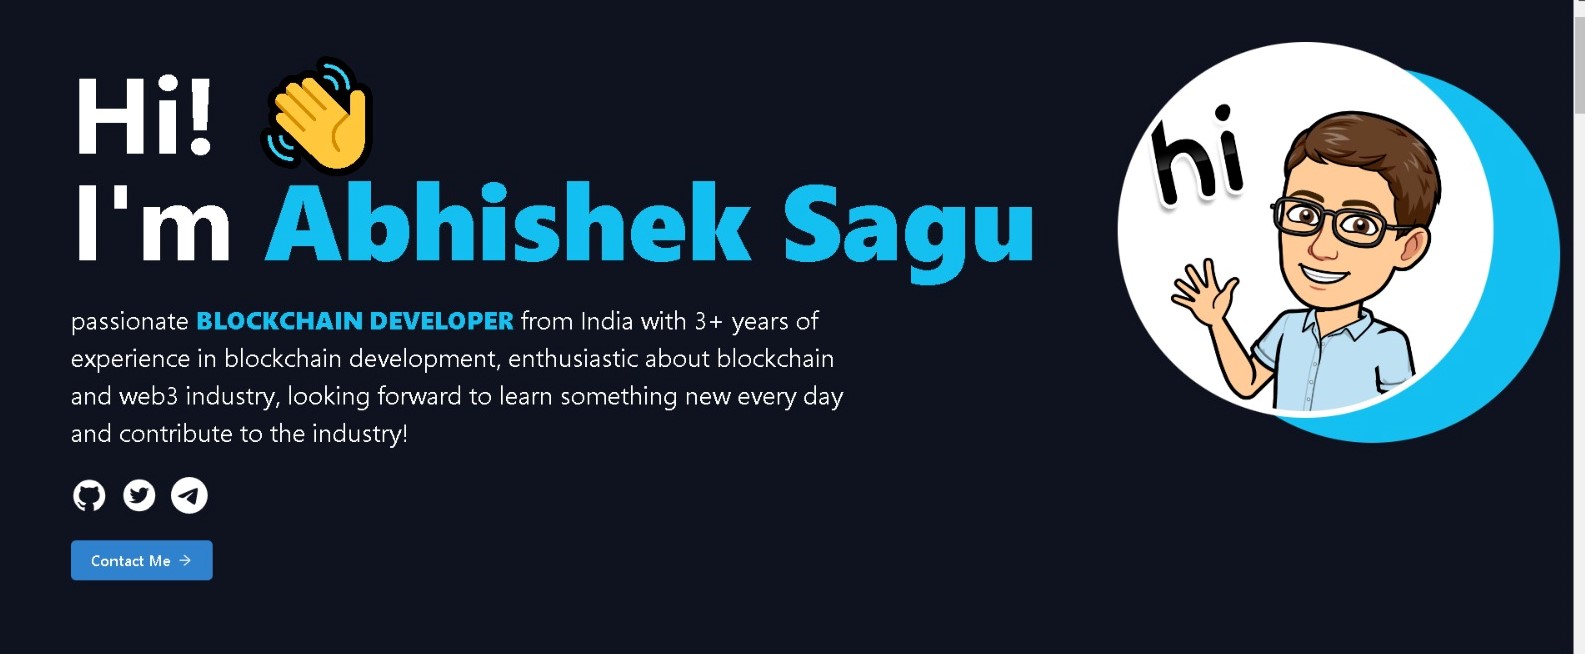 Hi!
I'm Abhishek Sagu
passionate BLOCKCHAIN DEVELOPER from India with 3+ years of
experience in blockchain development, enthusiastic about blockchain
and web3 industry, looking forward to learn something new every day
and contribute to the industry!
Contact Me →
hi